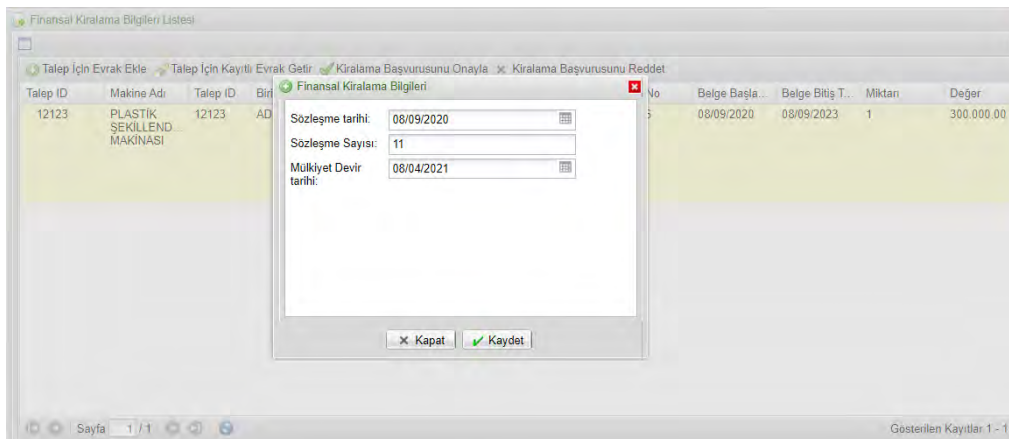 Finansal Kiralama Bilgileri Listesi
Talep İçin Evrak Ekle Talep İçin Kayıtlı Evrak Getir Kiralama Başvurusunu Onayla Kiralama Başvurusunu Reddet
Talep ID Makine Adı Talep ID Biri No Belge Başla... Belge Bitiş T... Miktarı Değer
12123 PLASTİK ŞEKİLLEND... MAKİNASI 12123 AD 08/09/2020 08/09/2023 1 300.000.00
Finansal Kiralama Bilgileri
Sözleşme tarihi: 08/09/2020
Sözleşme Sayısı: 11
Mülkiyet Devir tarihi: 08/04/2021
Kapat Kaydet
Sayfa 1 / 1 Gösterilen Kayıtlar 1 - 1